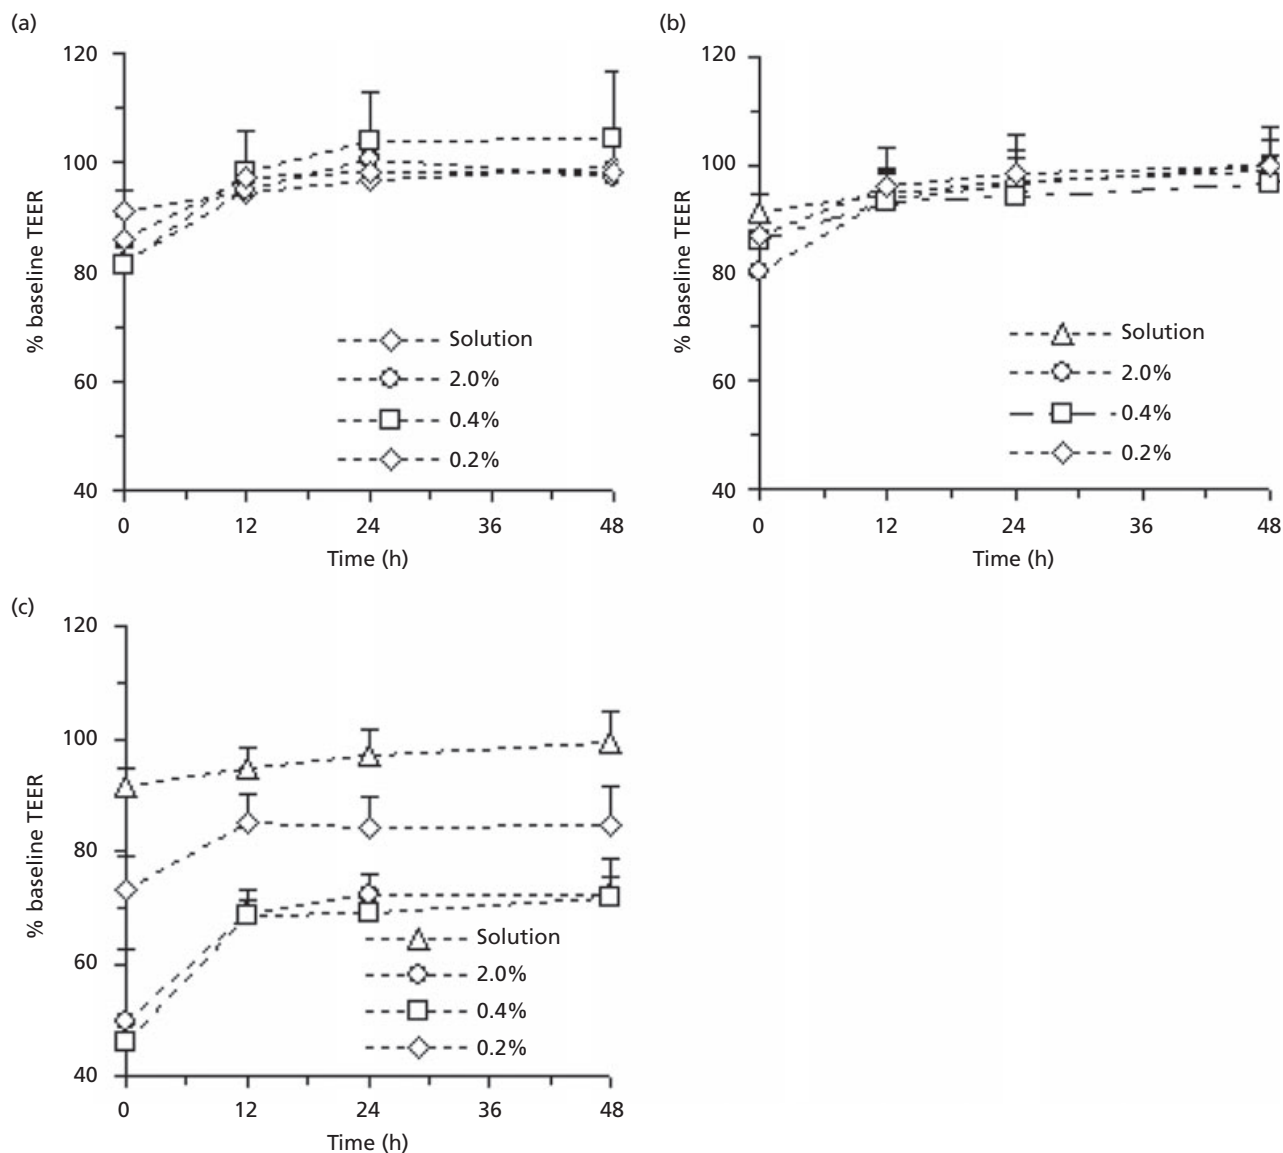 (a)
120
100
80
60
40
% baseline TEER
Solution
2.0%
0.4%
0.2%
0 12 24 36 48
Time (h)
(b)
120
100
80
60
40
% baseline TEER
Solution
2.0%
0.4%
0.2%
0 12 24 36 48
Time (h)
(c)
120
100
80
60
40
% baseline TEER
Solution
2.0%
0.4%
0.2%
0 12 24 36 48
Time (h)